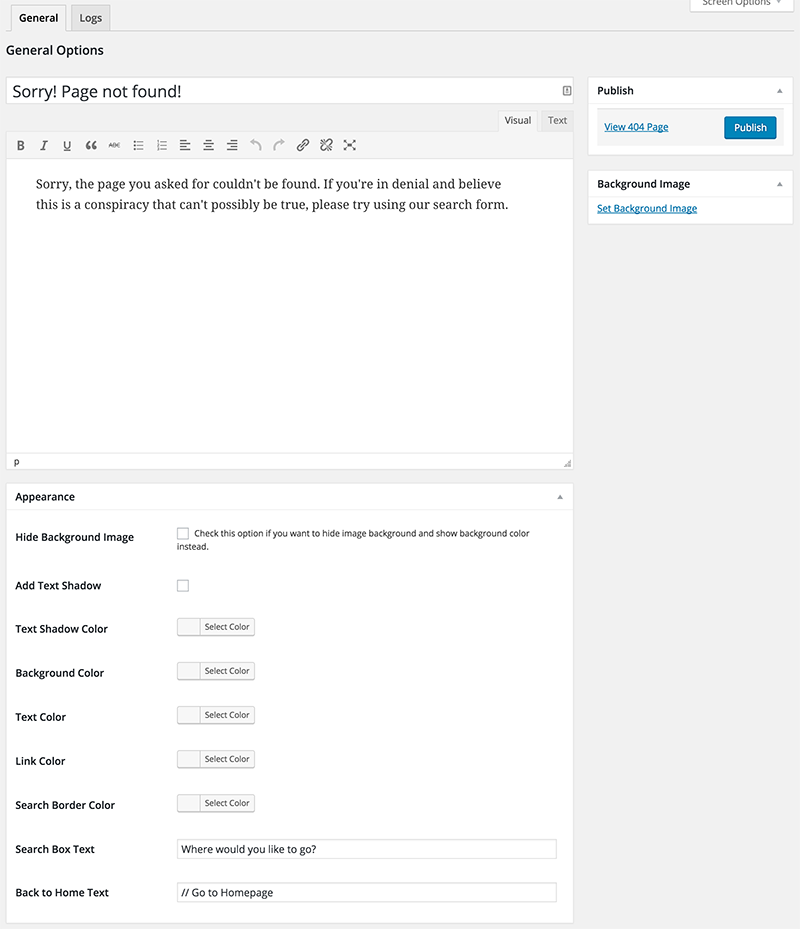 Screen Options
General
Logs
General Options
Sorry! Page not found!
Visual
Text
B I U ABC
Sorry, the page you asked for couldn't be found. If you're in denial and believe
this is a conspiracy that can't possibly be true, please try using our search form.
p
Publish
View 404 Page
Publish
Background Image
Set Background Image
Appearance
Hide Background Image
Check this option if you want to hide image background and show background color
instead.
Add Text Shadow
Text Shadow Color
Select Color
Background Color
Select Color
Text Color
Select Color
Link Color
Select Color
Search Border Color
Select Color
Search Box Text
Where would you like to go?
Back to Home Text
// Go to Homepage